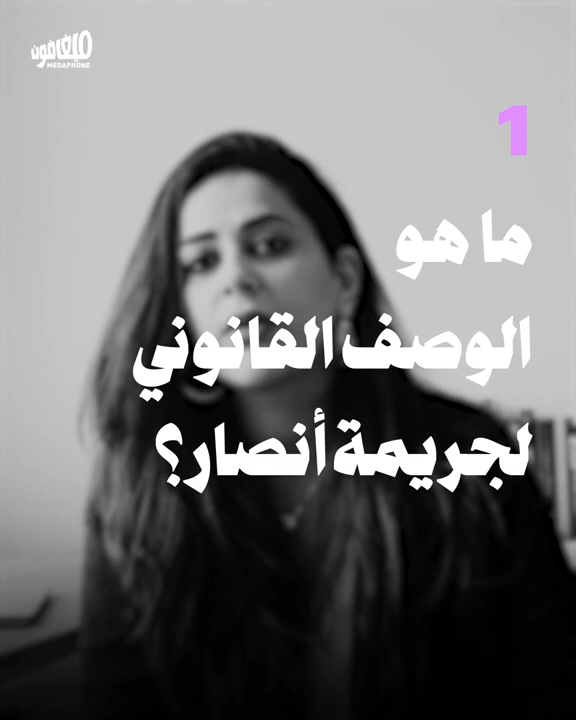 ميغافون
MEGAPHONE
1
ما هو
الوصف القانوني
لجريمة أنصار؟